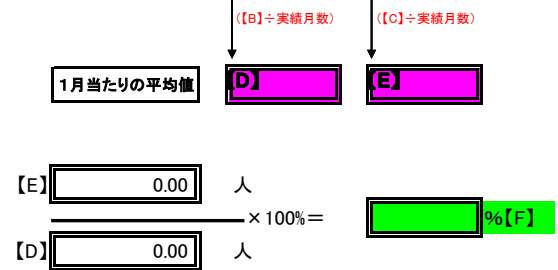 (【B】÷実績月数) (【C】÷実績月数)
１月当たりの平均値 【D】 【E】
【E】 0.00 人
×100%＝ %【F】
【D】 0.00 人